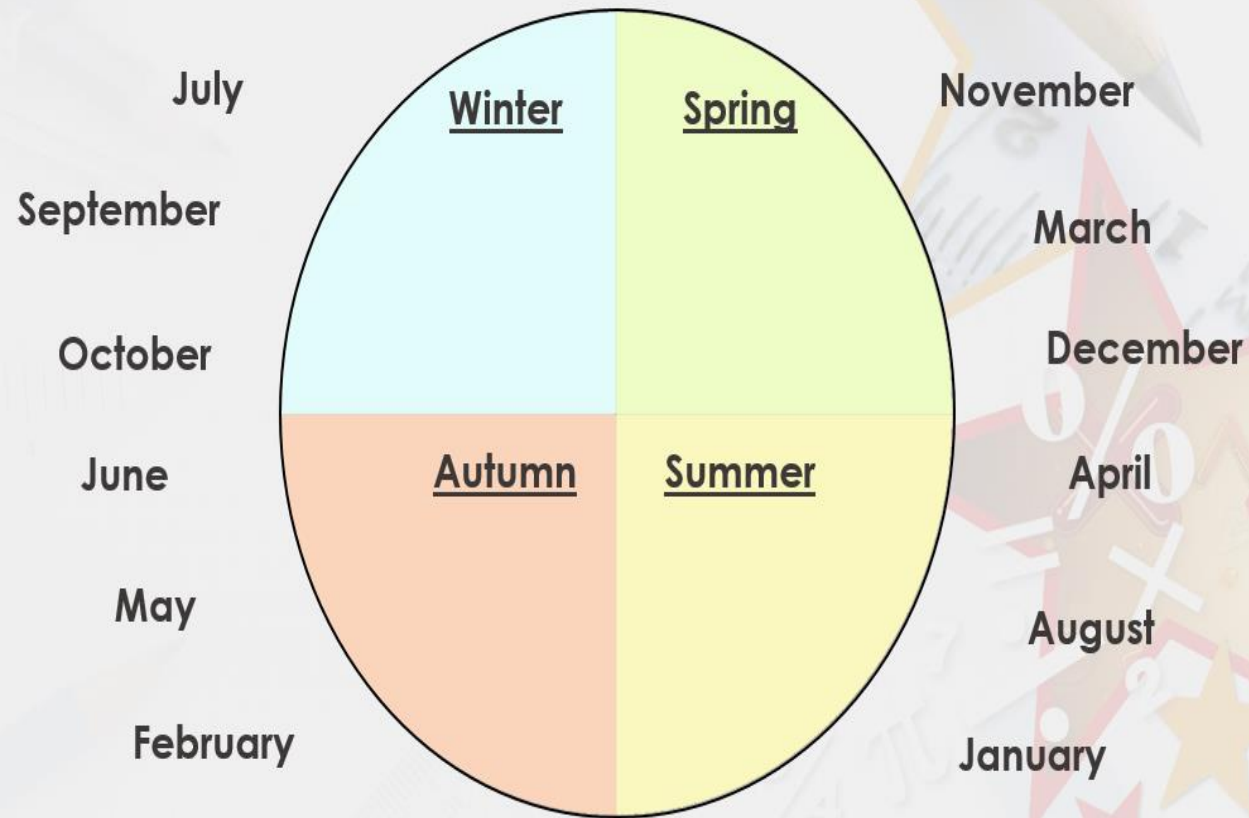 July
September
October
June
May
February
Winter
Spring
Autumn
Summer
November
March
December
April
August
January